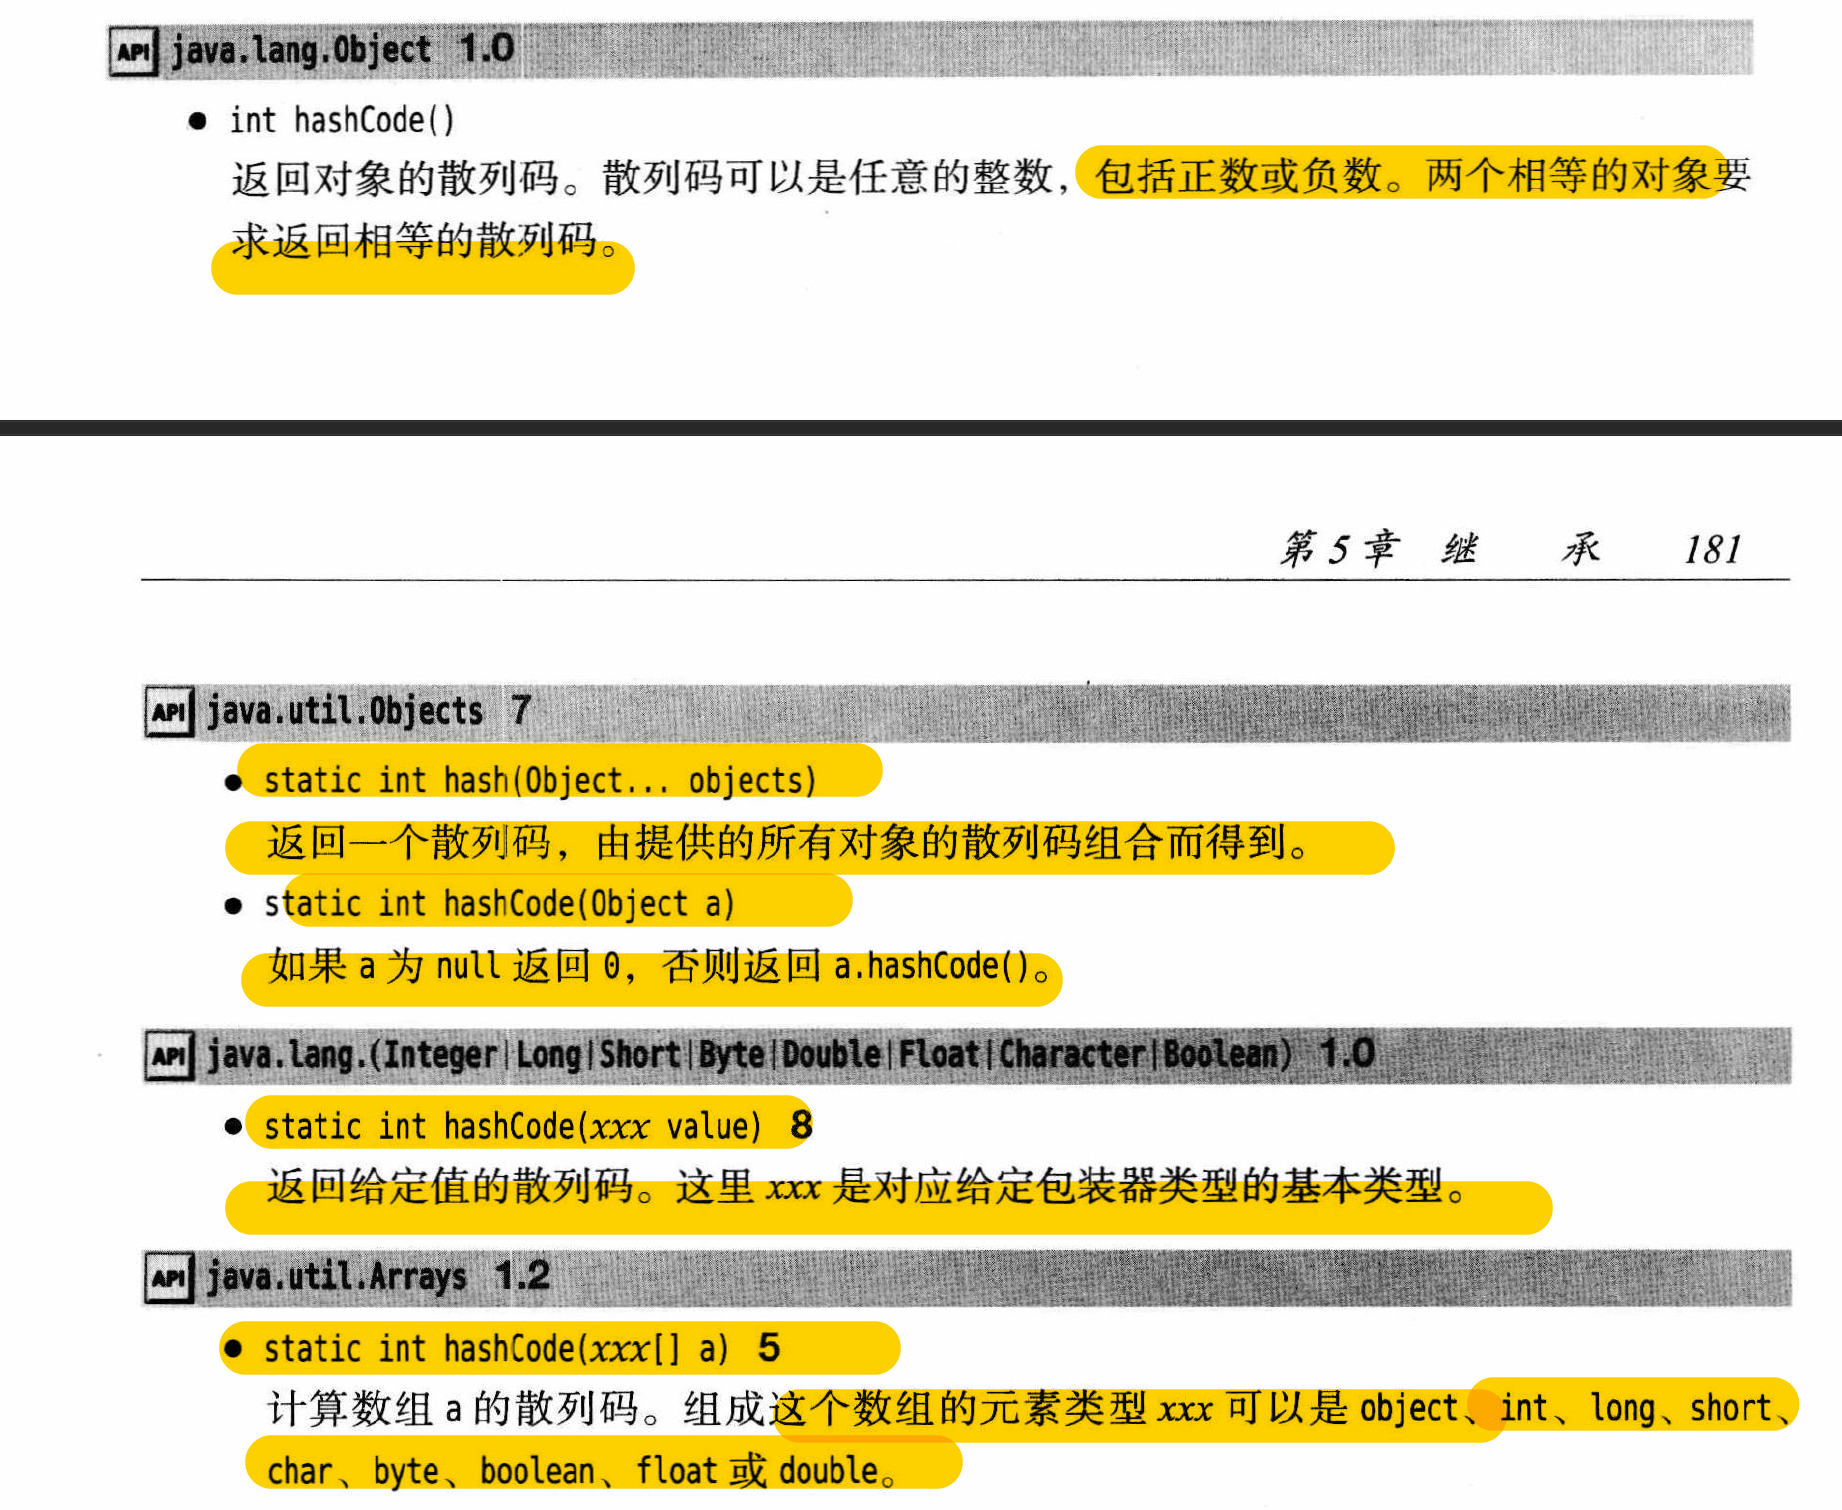 API java.lang.Object 1.0
● int hashCode()
返回对象的散列码。散列码可以是任意的整数，包括正数或负数。两个相等的对象要
求返回相等的散列码。
第5章 继 承 181
API java.util.Objects 7
● static int hash(Object... objects)
返回一个散列码，由提供的所有对象的散列码组合而得到。
● static int hashCode(Object a)
如果 a 为 null 返回 0，否则返回 a.hashCode()。
API java.lang.(Integer|Long|Short|Byte|Double|Float|Character|Boolean) 1.0
● static int hashCode(xxx value) 8
返回给定值的散列码。这里 xxx 是对应给定包装器类型的基本类型。
API java.util.Arrays 1.2
● static int hashCode(xxx[] a) 5
计算数组 a 的散列码。组成这个数组的元素类型 xxx 可以是 object、int、long、short、
char、byte、boolean、float 或 double。